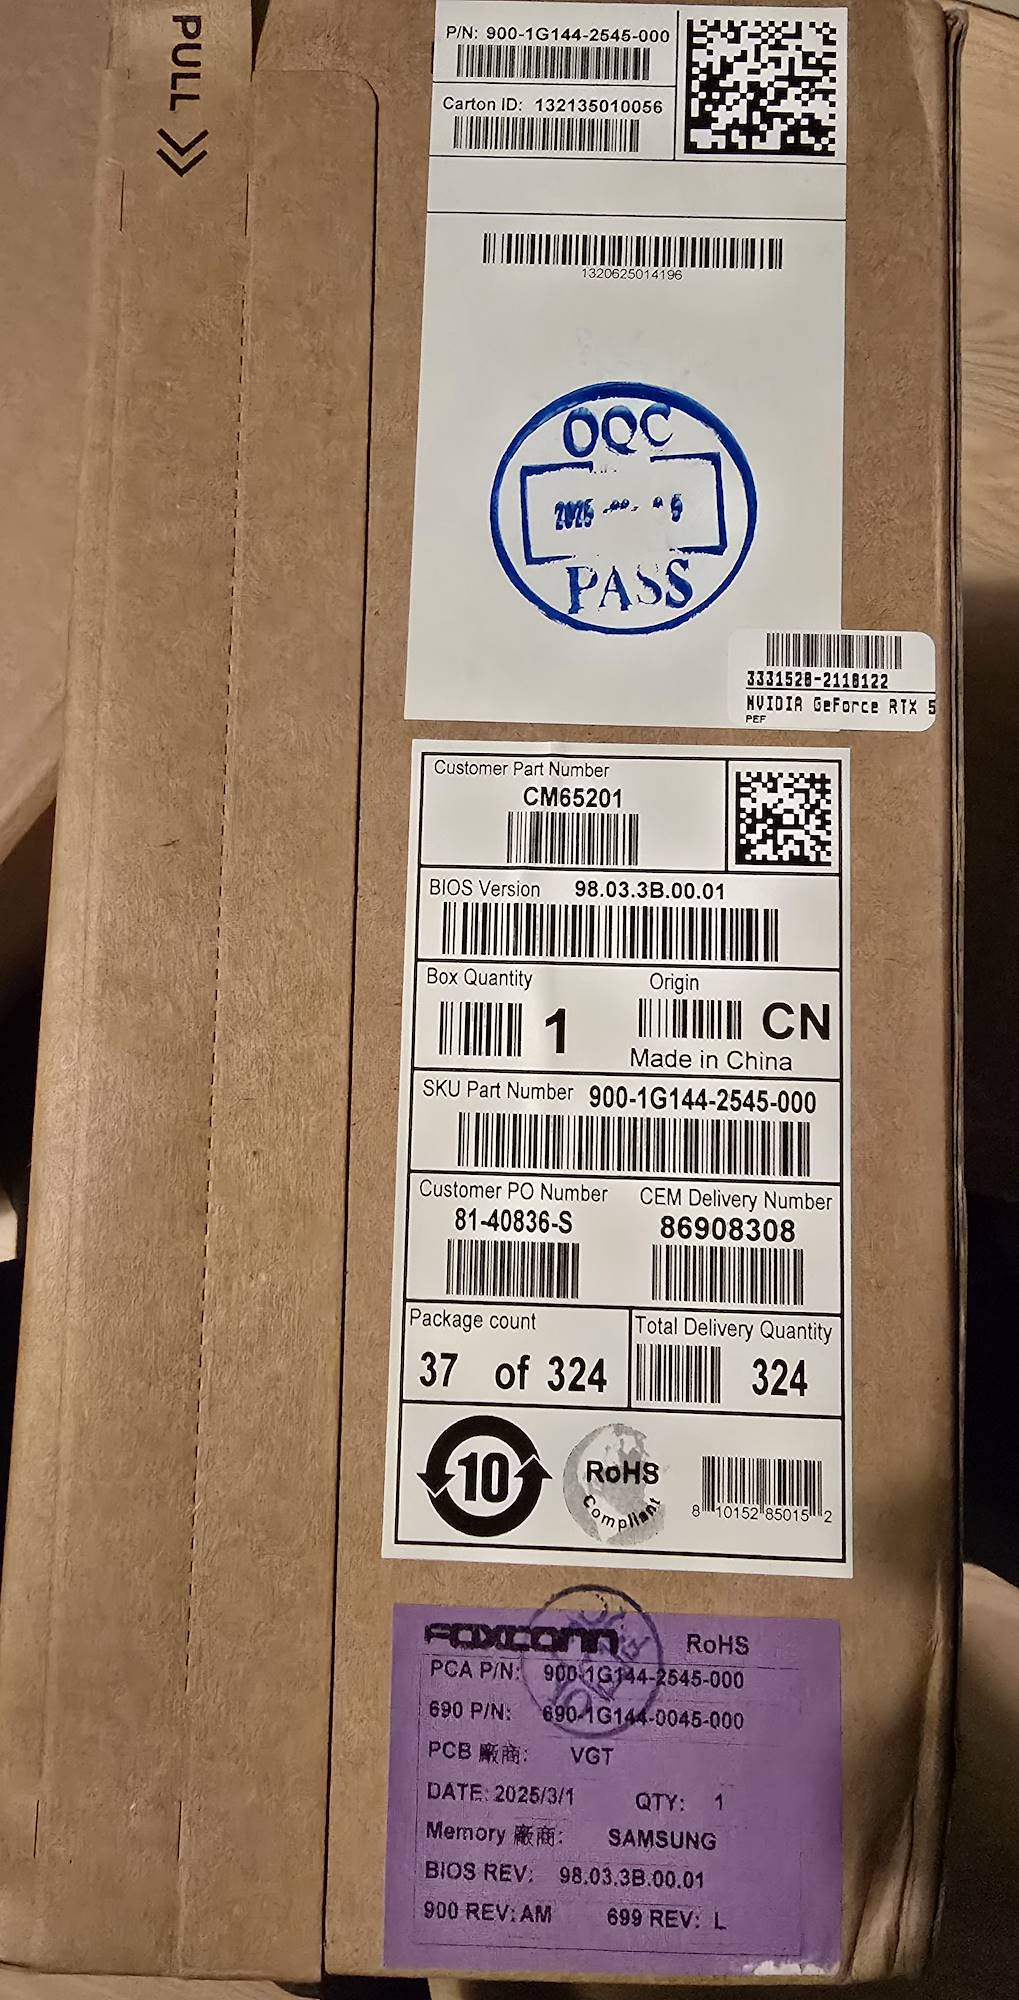 PULL
P/N: 900-1G144-2545-000
Carton ID: 132135010056
1320625014196
OQC
2025
5
PASS
3331528-2118122
NVIDIA GeForce RTX 5
PEF
Customer Part Number
CM65201
BIOS Version 98.03.3B.00.01
Box Quantity
1
Origin
CN
Made in China
SKU Part Number 900-1G144-2545-000
Customer PO Number
81-40836-S
CEM Delivery Number
86908308
Package count
37 of 324
Total Delivery Quantity
324
10
RoHS
Compliant
8 10152 85015 2
FOXCONN RoHS
PCA P/N: 900-1G144-2545-000
690 P/N: 690-1G144-0045-000
PCB 廠商: VGT
DATE: 2025/3/1 QTY: 1
Memory 廠商: SAMSUNG
BIOS REV: 98.03.3B.00.01
900 REV: AM 699 REV: L